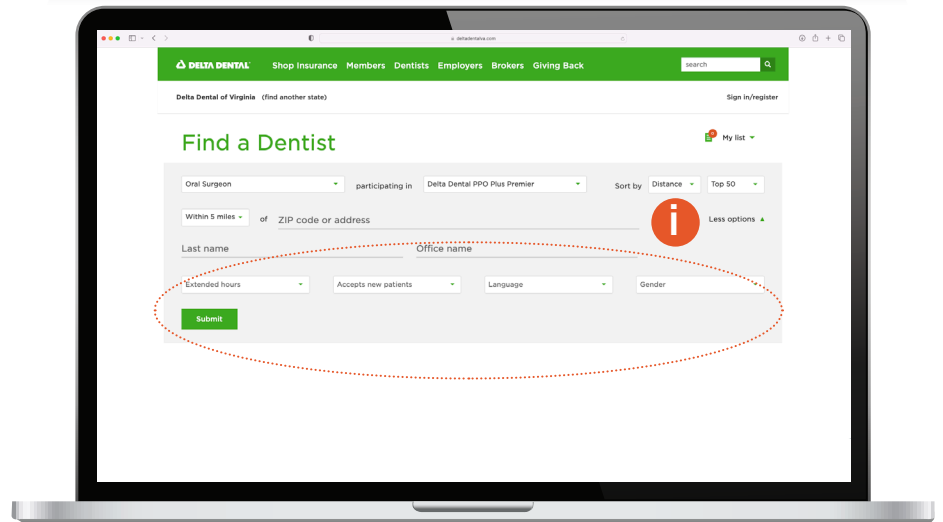 deltadentalva.com
DELTA DENTAL Shop Insurance Members Dentists Employers Brokers Giving Back search
Delta Dental of Virginia (find another state) Sign in/register
Find a Dentist
0 My list
Oral Surgeon participating in Delta Dental PPO Plus Premier Sort by Distance Top 50
Within 5 miles of ZIP code or address i Less options
Last name Office name
Extended hours Accepts new patients Language Gender
Submit